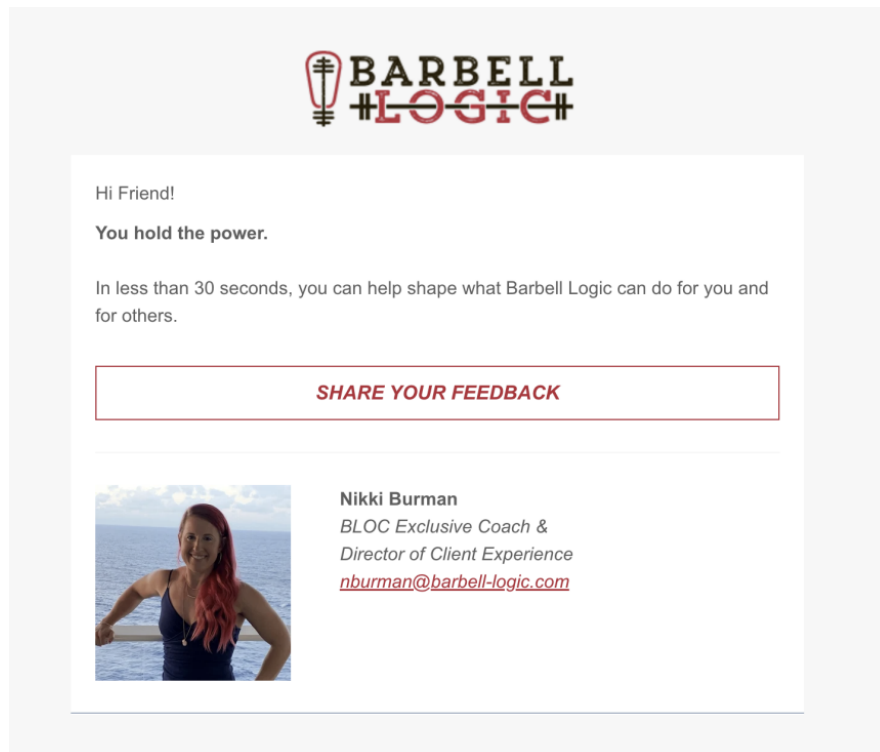 BARBELL
LOGIC
Hi Friend!
You hold the power.
In less than 30 seconds, you can help shape what Barbell Logic can do for you and
for others.
SHARE YOUR FEEDBACK
Nikki Burman
BLOC Exclusive Coach &
Director of Client Experience
nburman@barbell-logic.com